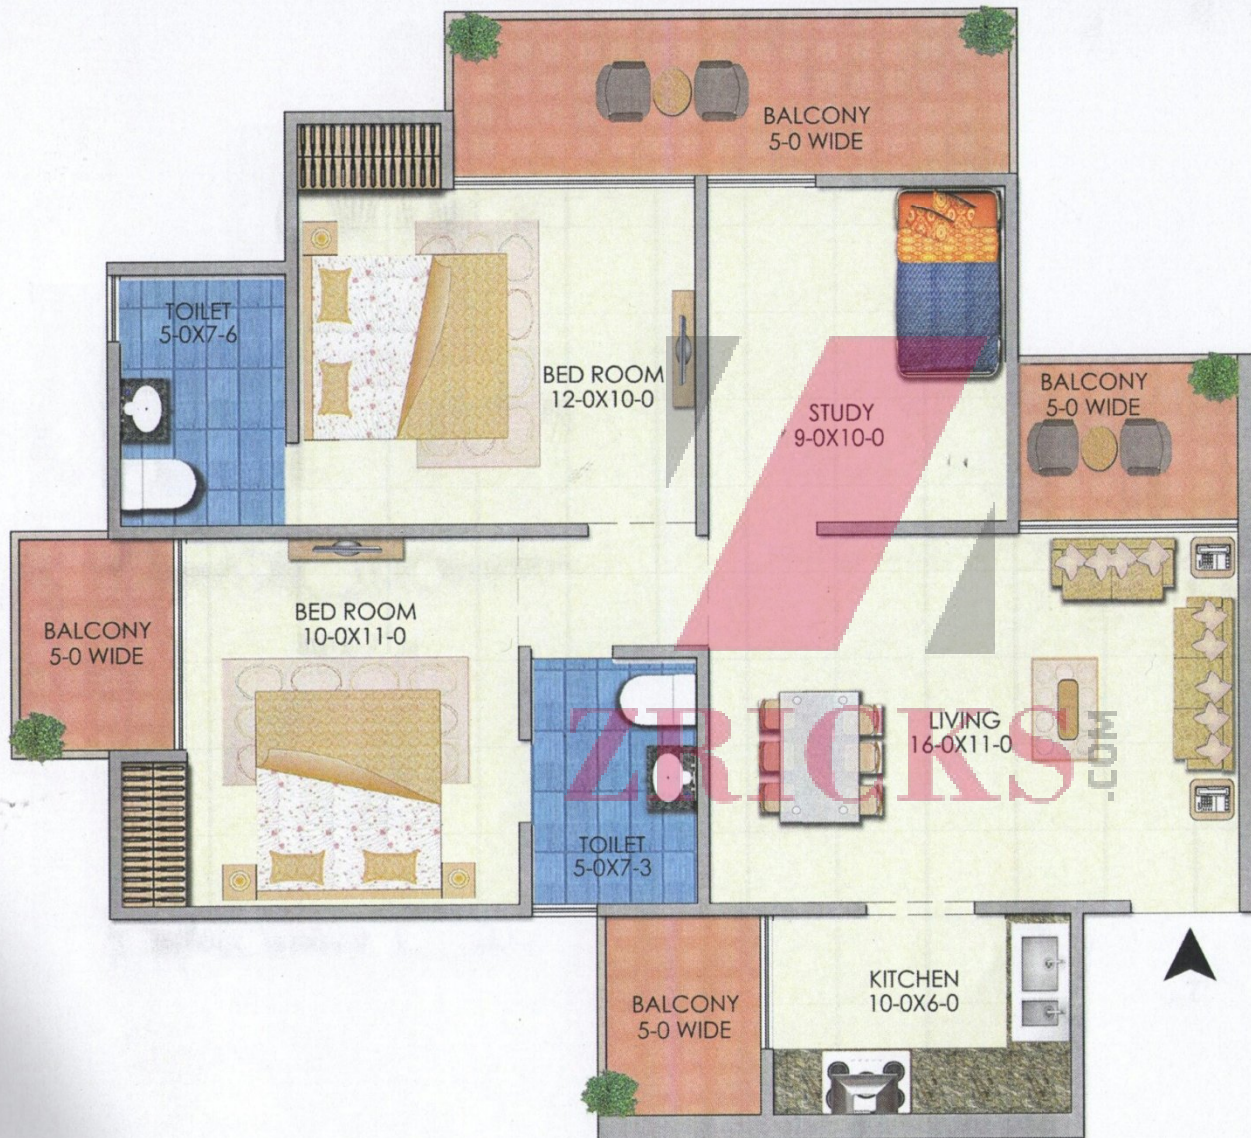 BALCONY
5-0 WIDE
TOILET
5-0X7-6
BED ROOM
12-0X10-0
STUDY
9-0X10-0
BALCONY
5-0 WIDE
BED ROOM
10-0X11-0
BALCONY
5-0 WIDE
LIVING
16-0X11-0
ZRICKS
.COM
TOILET
5-0X7-3
KITCHEN
10-0X6-0
BALCONY
5-0 WIDE